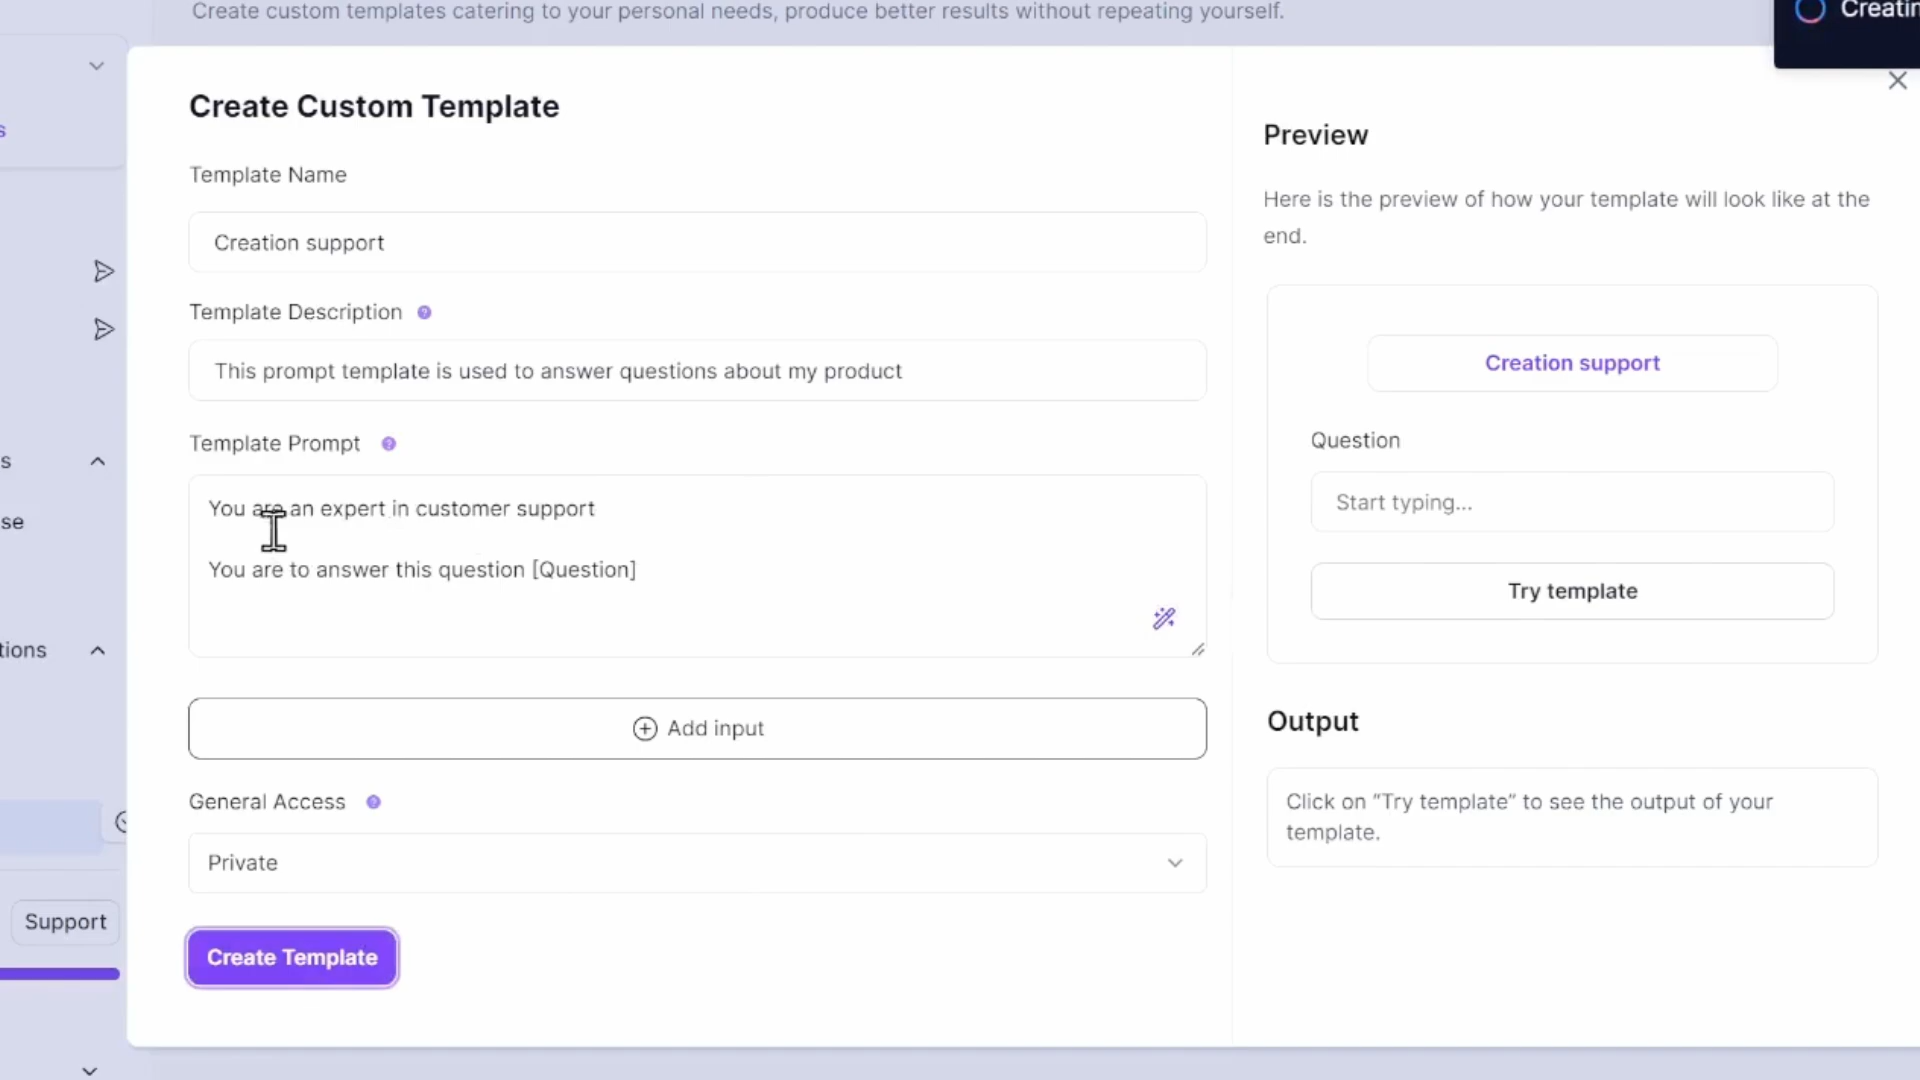 Create custom templates catering to your personal needs, produce better results without repeating yourself.
Create Custom Template
Template Name
Creation support
Template Description
This prompt template is used to answer questions about my product
Template Prompt
You are an expert in customer support
You are to answer this question [Question]
Add input
General Access
Private
Create Template
Support
Preview
Here is the preview of how your template will look like at the
end.
Creation support
Question
Start typing...
Try template
Output
Click on “Try template” to see the output of your
template.